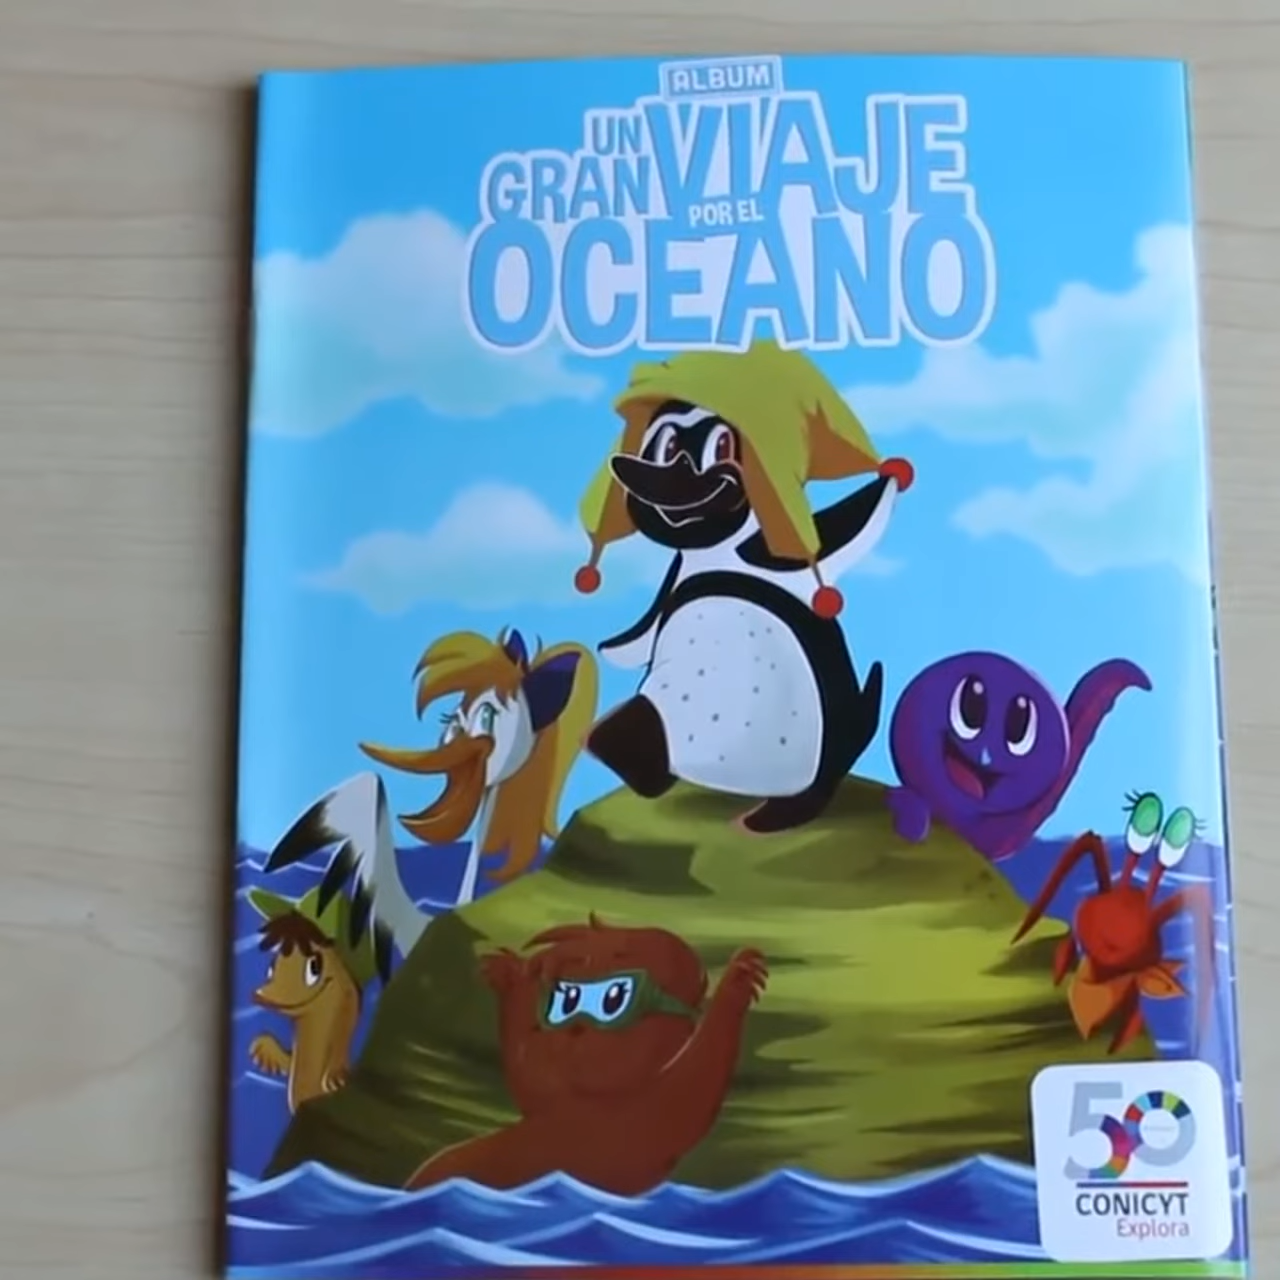 ALBUM
UN
GRAN VIAJE
POR EL
OCEANO
50
CONICYT
Explora